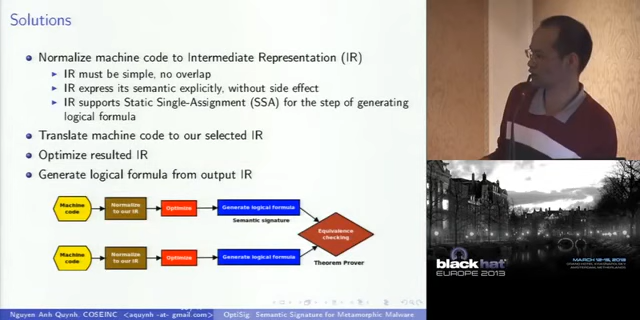 Solutions
Normalize machine code to Intermediate Representation (IR)
IR must be simple, no overlap
IR express its semantic explicitly, without side effect
IR supports Static Single-Assignment (SSA) for the step of generating
logical formula
Translate machine code to our selected IR
Optimize resulted IR
Generate logical formula from output IR
Machine
code
Normalize
to our IR
Optimize
Generate logical formula
Semantic signature
Equivalence
checking
Machine
code
Normalize
to our IR
Optimize
Generate logical formula
Theorem Prover
Nguyen Anh Quynh, COSEINC <aquynh -at- gmail.com>
OptiSig Semantic Signature for Metamorphic Malware
black hat
EUROPE 2013
MARCH 12-15, 2013